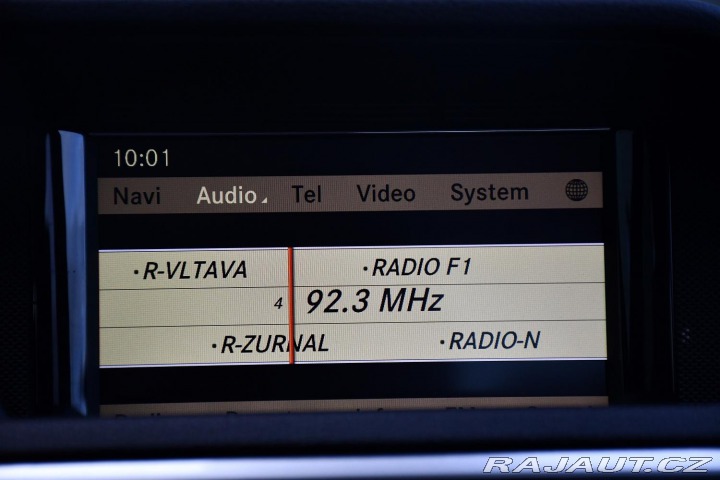 10:01
Navi Audio Tel Video System
·R-VLTAVA ·RADIO F1
4 92.3 MHz
·R-ZURNAL ·RADIO-N
RAJAUT.CZ